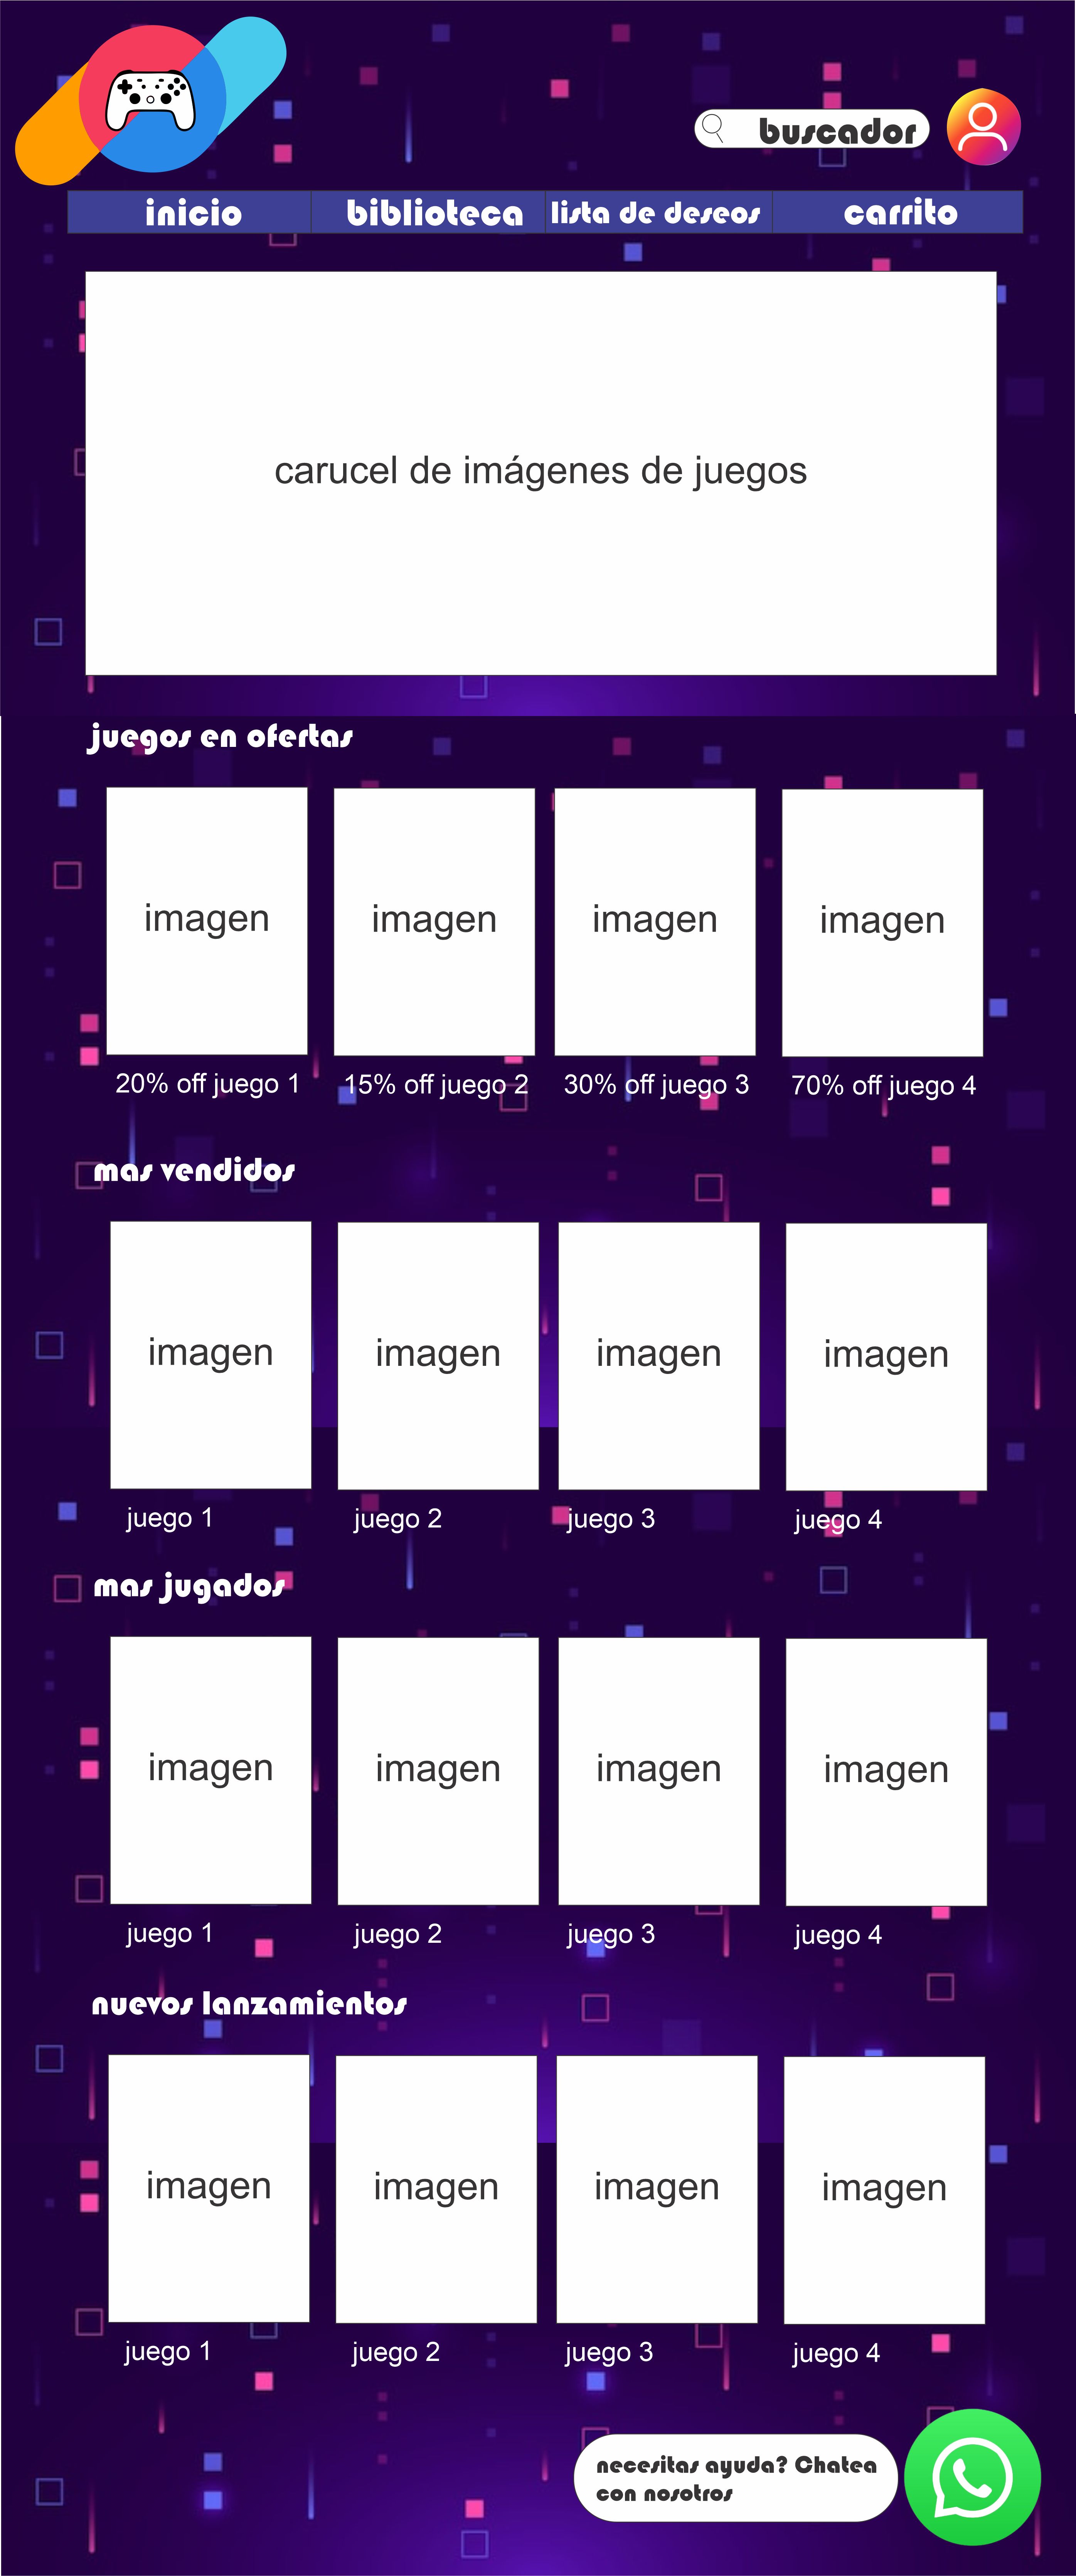 buscador
inicio biblioteca lista de deseos carrito
carucel de imágenes de juegos
juegos en ofertas
imagen imagen imagen imagen
20% off juego 1 15% off juego 2 30% off juego 3 70% off juego 4
mas vendidos
imagen imagen imagen imagen
juego 1 juego 2 juego 3 juego 4
mas jugados
imagen imagen imagen imagen
juego 1 juego 2 juego 3 juego 4
nuevos lanzamientos
imagen imagen imagen imagen
juego 1 juego 2 juego 3 juego 4
necesitas ayuda? Chatea
con nosotros